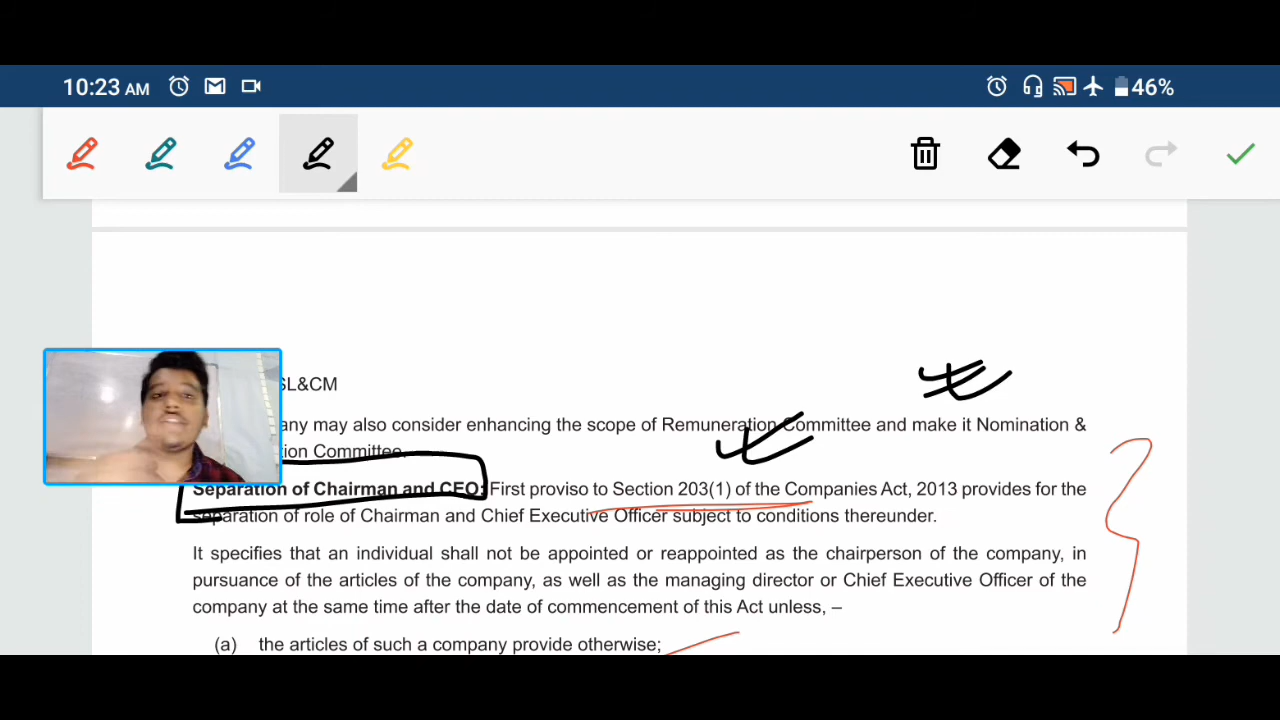 10:23 AM 46%
SL&CM
any may also consider enhancing the scope of Remuneration Committee and make it Nomination &
tion Committee.
Separation of Chairman and CEO: First proviso to Section 203(1) of the Companies Act, 2013 provides for the
separation of role of Chairman and Chief Executive Officer subject to conditions thereunder.
It specifies that an individual shall not be appointed or reappointed as the chairperson of the company, in
pursuance of the articles of the company, as well as the managing director or Chief Executive Officer of the
company at the same time after the date of commencement of this Act unless, –
(a) the articles of such a company provide otherwise;